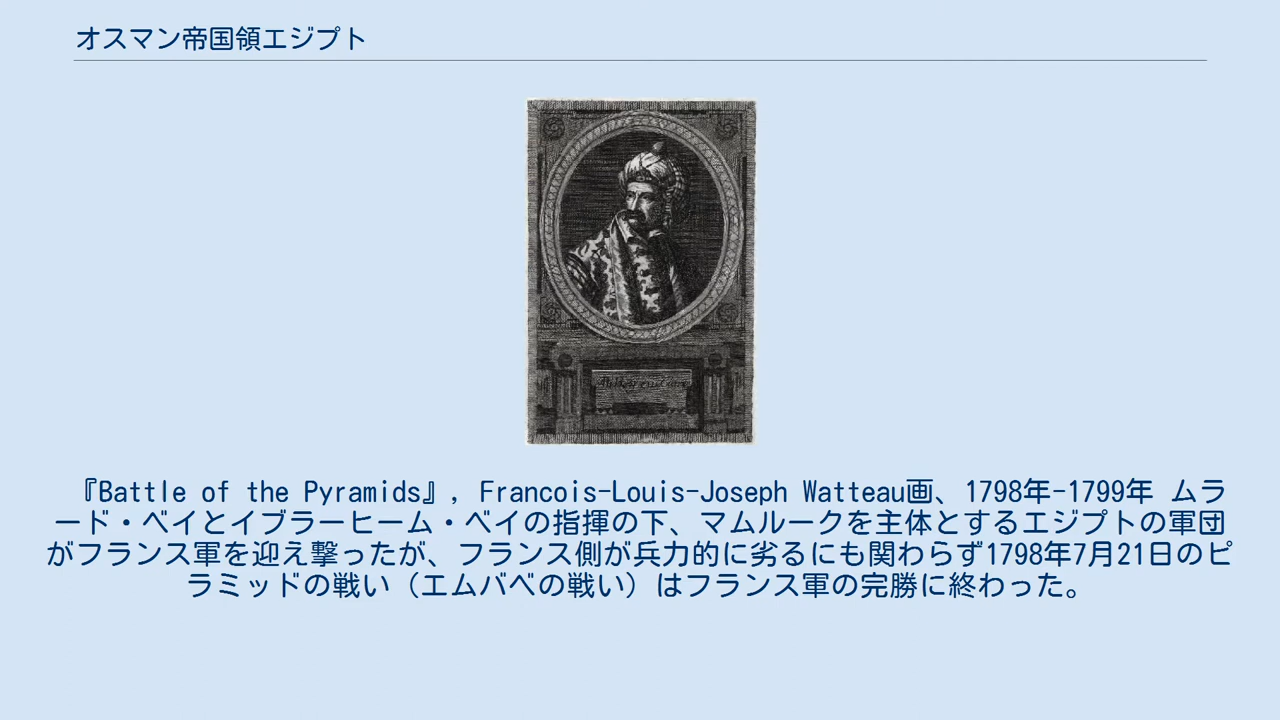 オスマン帝国領エジプト
『Battle of the Pyramids』, Francois-Louis-Joseph Watteau画、1798年-1799年 ムラ
ード・ベイとイブラーヒーム・ベイの指揮の下、マムルークを主体とするエジプトの軍団
がフランス軍を迎え撃ったが、フランス側が兵力的に劣るにも関わらず1798年7月21日のピ
ラミッドの戦い（エムバベの戦い）はフランス軍の完勝に終わった。